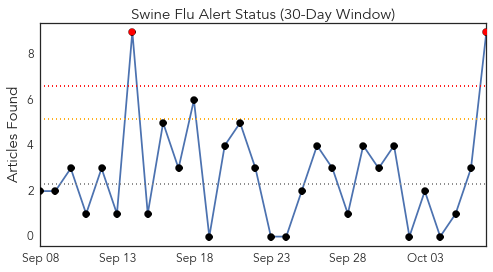 Swine Flu Alert Status (30-Day Window)
Articles Found
8
6
4
2
0
Sep 08 Sep 13 Sep 18 Sep 23 Sep 28 Oct 03